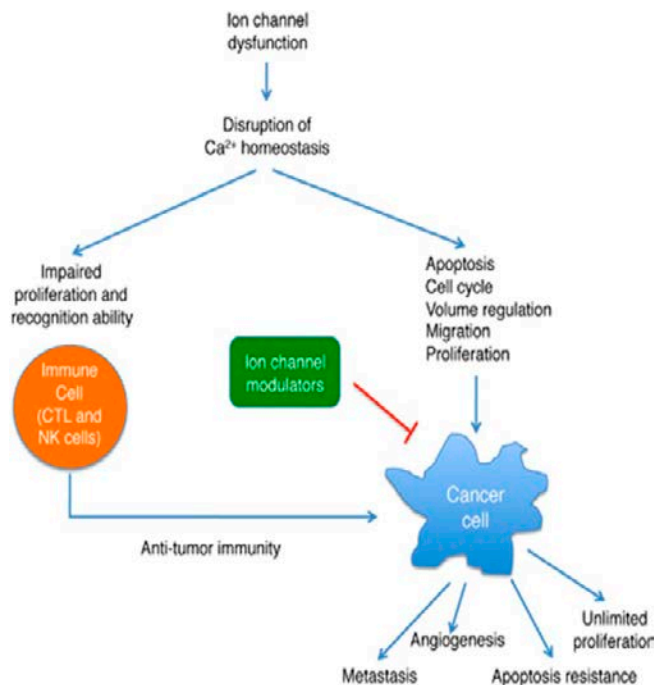 Ion channel
dysfunction
Disruption of
Ca²⁺ homeostasis
Impaired
proliferation and
recognition ability
Apoptosis
Cell cycle
Volume regulation
Migration
Proliferation
Ion channel
modulators
Immune
Cell
(CTL and
NK cells)
Cancer
cell
Anti-tumor immunity
Unlimited
proliferation
Angiogenesis
Metastasis
Apoptosis resistance